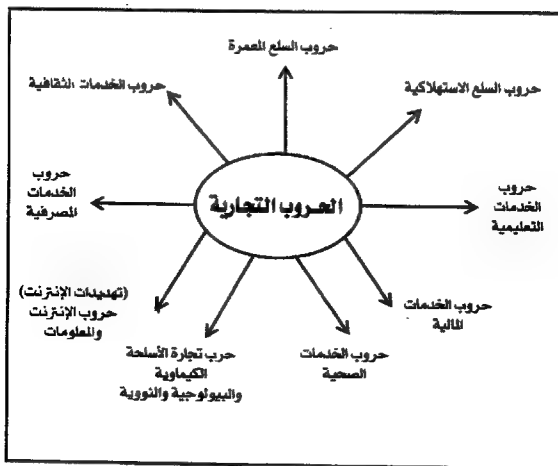 حروب السلع المعمرة
حروب الخدمات الثقافية
حروب السلع الاستهلاكية
حروب
الخدمات
المصرفية
الحروب التجارية
حروب
الخدمات
التعليمية
(تهديدات الإنترنت)
حروب الإنترنت
والمعلومات
حرب تجارة الأسلحة
الكيماوية
والبيولوجية والنووية
حروب الخدمات
الصحية
حروب الخدمات
المالية